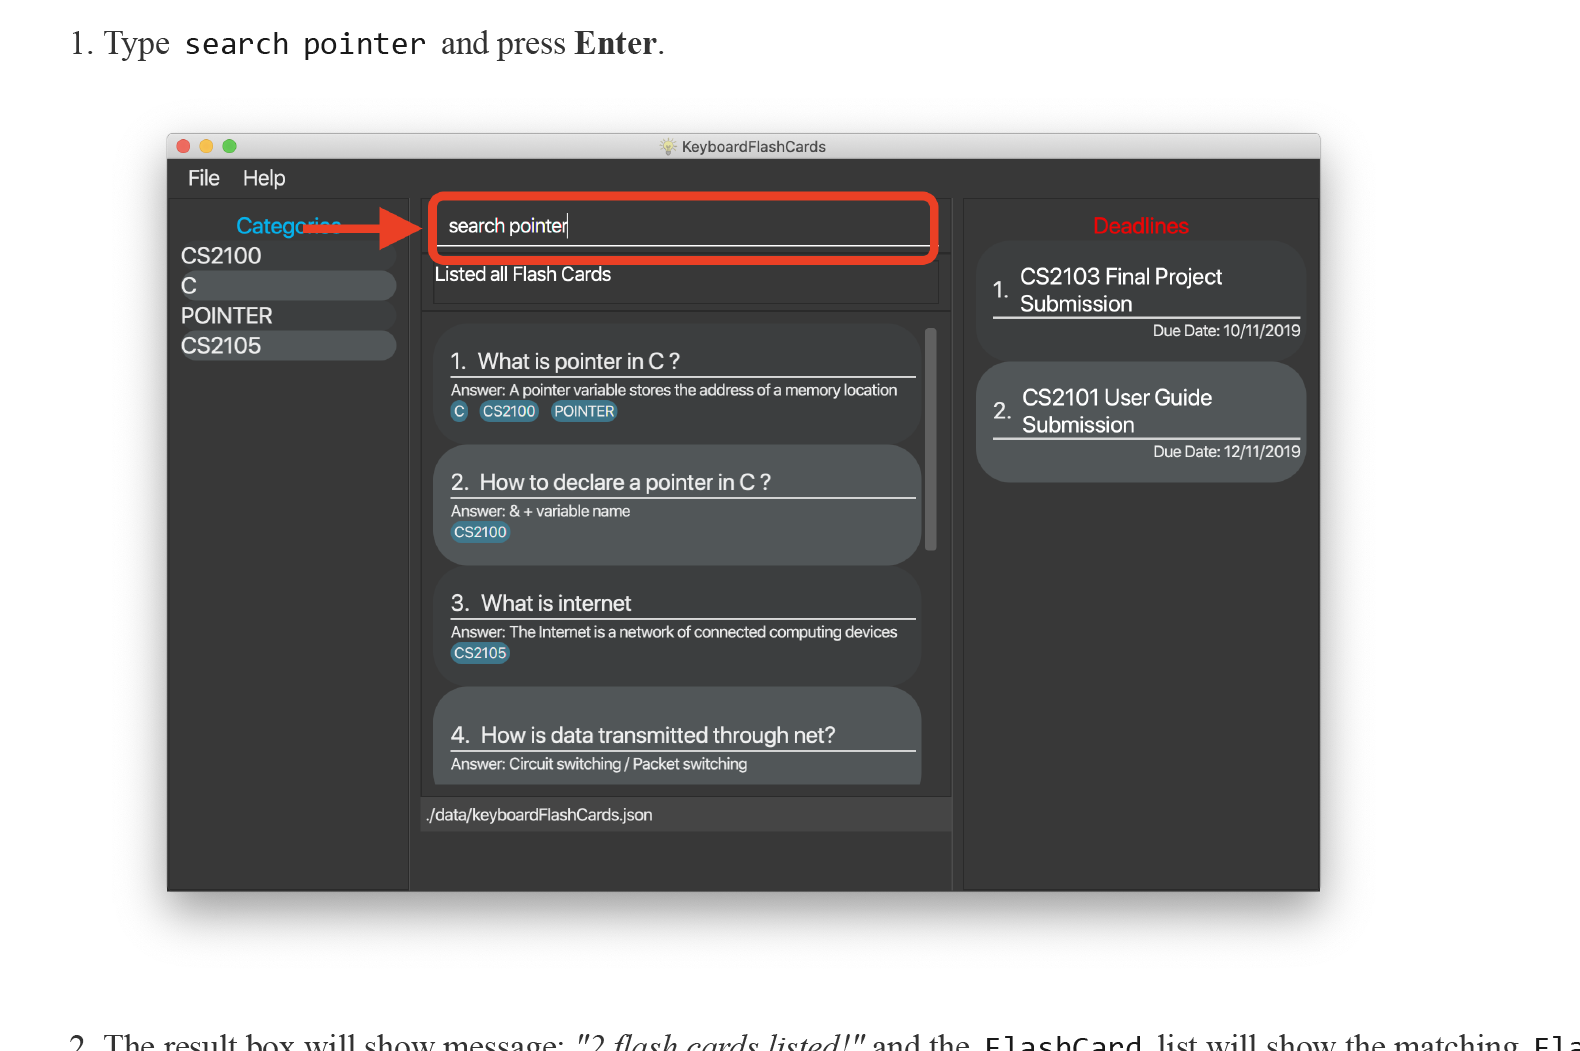 1. Type search pointer and press Enter.
KeyboardFlashCards
File Help
Categories
CS2100
C
POINTER
CS2105
search pointer
Listed all Flash Cards
1. What is pointer in C ?
Answer: A pointer variable stores the address of a memory location
C CS2100 POINTER
2. How to declare a pointer in C ?
Answer: & + variable name
CS2100
3. What is internet
Answer: The Internet is a network of connected computing devices
CS2105
4. How is data transmitted through net?
Answer: Circuit switching / Packet switching
./data/keyboardFlashCards.json
Deadlines
1. CS2103 Final Project
Submission
Due Date: 10/11/2019
2. CS2101 User Guide
Submission
Due Date: 12/11/2019
2. The result box will show message: "2 flash cards listed!" and the FlashCard list will show the matching Fla